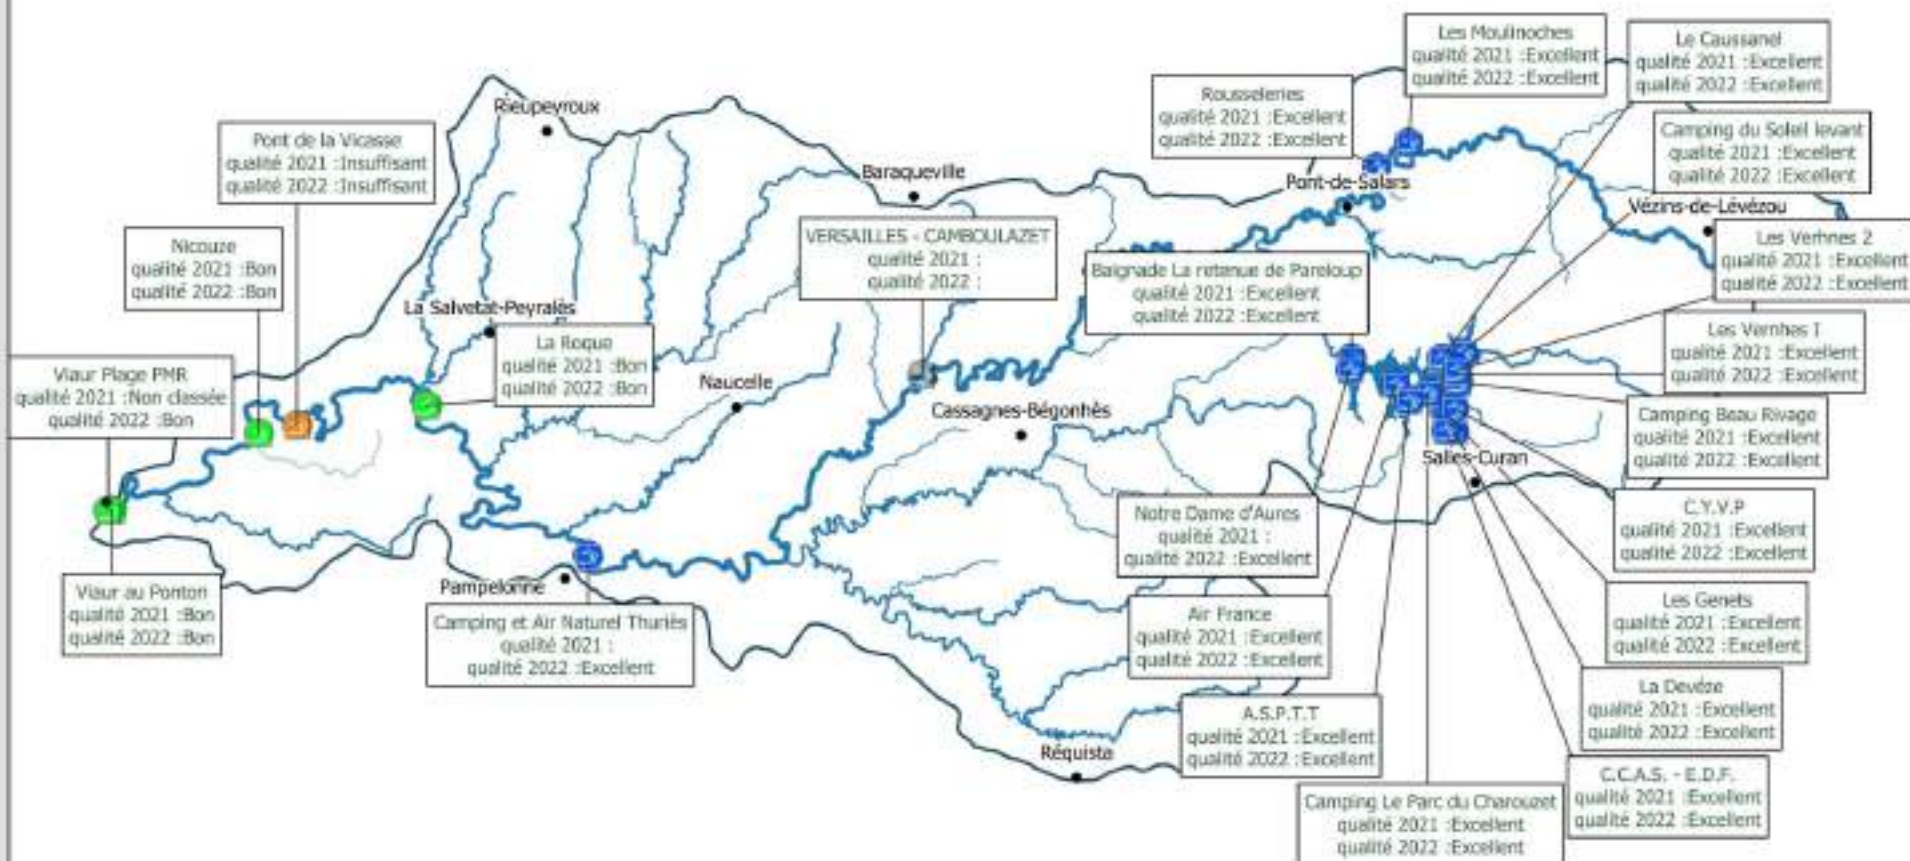 Les Moulinoches
qualité 2021 :Excellent
qualité 2022 :Excellent
Le Caussanel
qualité 2021 :Excellent
qualité 2022 :Excellent
Rousseleries
qualité 2021 :Excellent
qualité 2022 :Excellent
Rieupeyroux
Pont de la Vicasse
qualité 2021 :Insuffisant
qualité 2022 :Insuffisant
Camping du Soleil levant
qualité 2021 :Excellent
qualité 2022 :Excellent
Baraqueville
Pont-de-Salars
Vézins-de-Lévézou
Nicouze
qualité 2021 :Bon
qualité 2022 :Bon
VERSAILLES - CAMBOULAZET
qualité 2021 :
qualité 2022 :
Les Verhnes 2
qualité 2021 :Excellent
qualité 2022 :Excellent
Baignade La retenue de Pareloup
qualité 2021 :Excellent
qualité 2022 :Excellent
La Salvetat-Peyralès
La Roque
qualité 2021 :Bon
qualité 2022 :Bon
Les Vernhes I
qualité 2021 :Excellent
qualité 2022 :Excellent
Viaur Plage PMR
qualité 2021 :Non classée
qualité 2022 :Bon
Naucelle
Cassagnes-Bégonhès
Camping Beau Rivage
qualité 2021 :Excellent
qualité 2022 :Excellent
Salles-Curan
Notre Dame d'Aures
qualité 2021 :
qualité 2022 :Excellent
C.Y.V.P
qualité 2021 :Excellent
qualité 2022 :Excellent
Viaur au Ponton
qualité 2021 :Bon
qualité 2022 :Bon
Pampelonne
Camping et Air Naturel Thuriès
qualité 2021 :
qualité 2022 :Excellent
Air France
qualité 2021 :Excellent
qualité 2022 :Excellent
Les Genets
qualité 2021 :Excellent
qualité 2022 :Excellent
La Devéze
qualité 2021 :Excellent
qualité 2022 :Excellent
A.S.P.T.T
qualité 2021 :Excellent
qualité 2022 :Excellent
Réquista
C.C.A.S. - E.D.F.
qualité 2021 :Excellent
qualité 2022 :Excellent
Camping Le Parc du Charouzet
qualité 2021 :Excellent
qualité 2022 :Excellent